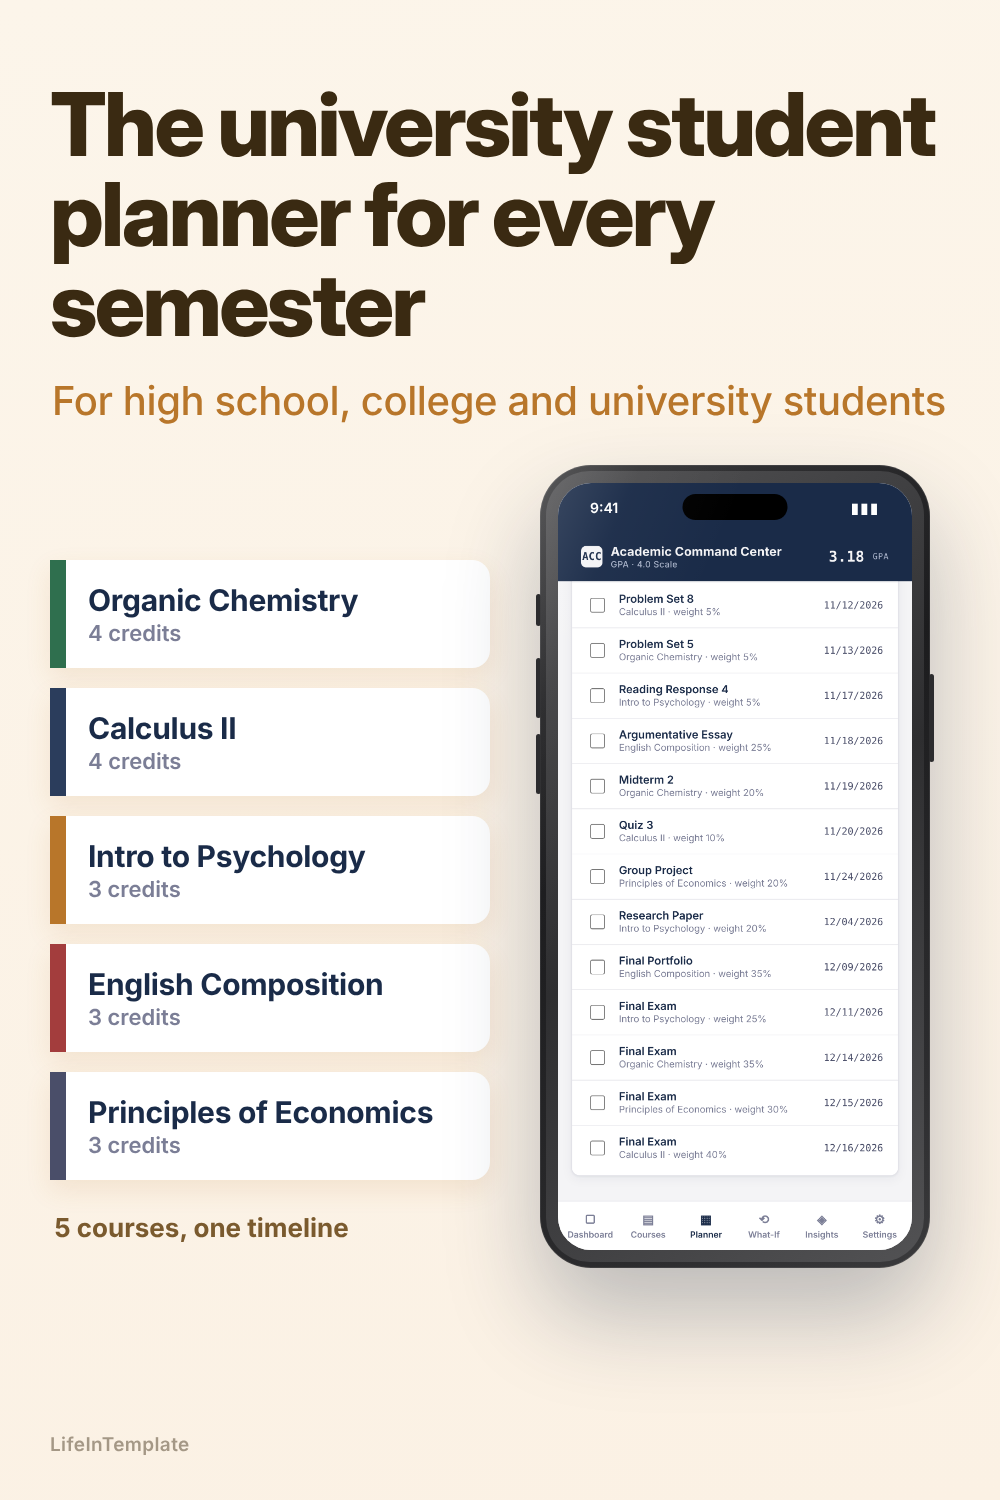 The university student
planner for every
semester
For high school, college and university students
Organic Chemistry
4 credits
Calculus II
4 credits
Intro to Psychology
3 credits
English Composition
3 credits
Principles of Economics
3 credits
5 courses, one timeline
9:41
ACC
Academic Command Center
GPA · 4.0 Scale
3.18 GPA
Problem Set 8
Calculus II · weight 5%
11/12/2026
Problem Set 5
Organic Chemistry · weight 5%
11/13/2026
Reading Response 4
Intro to Psychology · weight 5%
11/17/2026
Argumentative Essay
English Composition · weight 25%
11/18/2026
Midterm 2
Organic Chemistry · weight 20%
11/19/2026
Quiz 3
Calculus II · weight 10%
11/20/2026
Group Project
Principles of Economics · weight 20%
11/24/2026
Research Paper
Intro to Psychology · weight 20%
12/04/2026
Final Portfolio
English Composition · weight 35%
12/09/2026
Final Exam
Intro to Psychology · weight 25%
12/11/2026
Final Exam
Organic Chemistry · weight 35%
12/14/2026
Final Exam
Principles of Economics · weight 30%
12/15/2026
Final Exam
Calculus II · weight 40%
12/16/2026
Dashboard
Courses
Planner
What-If
Insights
Settings
LifeInTemplate